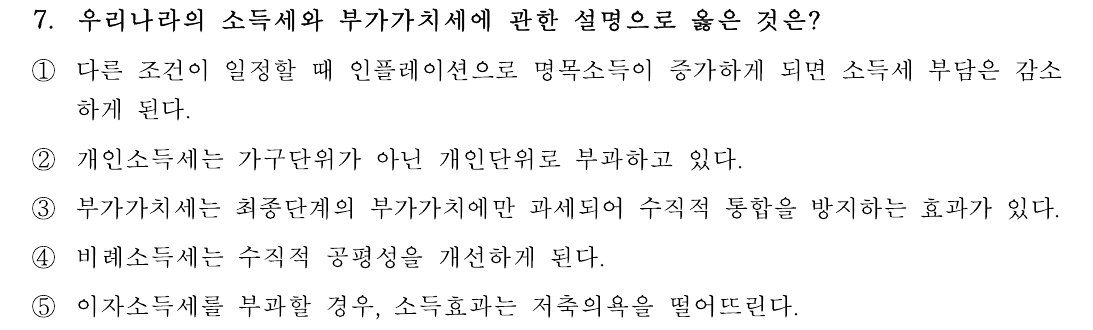 7. 우리나라의 소득세와 부가가치세에 관한 설명으로 옳은 것은?
① 다른 조건이 일정할 때 인플레이션으로 명목소득이 증가하게 되면 소득세 부담은 감소
하게 된다.
② 개인소득세는 가구단위가 아닌 개인단위로 부과하고 있다.
③ 부가가치세는 최종단계의 부가가치에만 과세되어 수직적 통합을 방지하는 효과가 있다.
④ 비례소득세는 수직적 공평성을 개선하게 된다.
⑤ 이자소득세를 부과할 경우, 소득효과는 저축의욕을 떨어뜨린다.